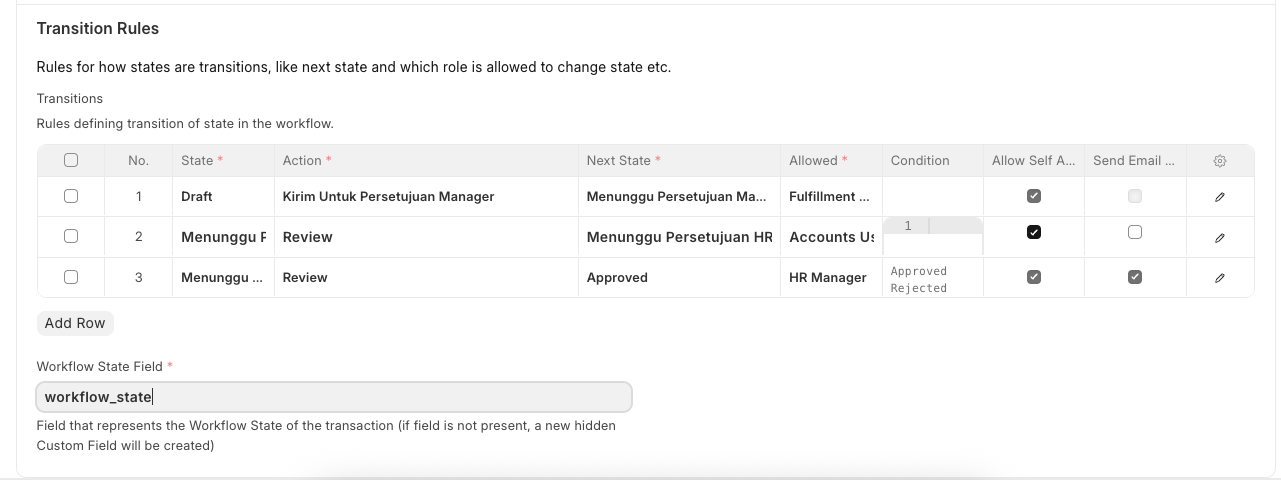 Transition Rules
Rules for how states are transitions, like next state and which role is allowed to change state etc.
Transitions
Rules defining transition of state in the workflow.
No. State * Action * Next State * Allowed * Condition Allow Self A... Send Email ...
1 Draft Kirim Untuk Persetujuan Manager Menunggu Persetujuan Ma... Fulfillment ...
2 Menunggu P Review Menunggu Persetujuan HR Accounts Us 1
3 Menunggu ... Review Approved HR Manager Approved
Rejected
Add Row
Workflow State Field *
workflow_state
Field that represents the Workflow State of the transaction (if field is not present, a new hidden
Custom Field will be created)